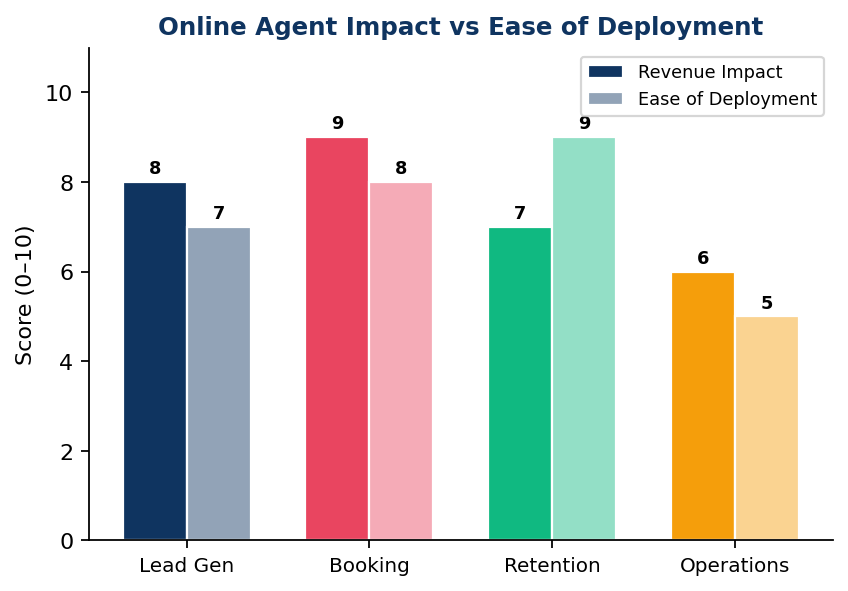 Online Agent Impact vs Ease of Deployment
Revenue Impact
Ease of Deployment
Score (0–10)
10
8
6
4
2
0
8
7
9
8
7
9
6
5
Lead Gen
Booking
Retention
Operations